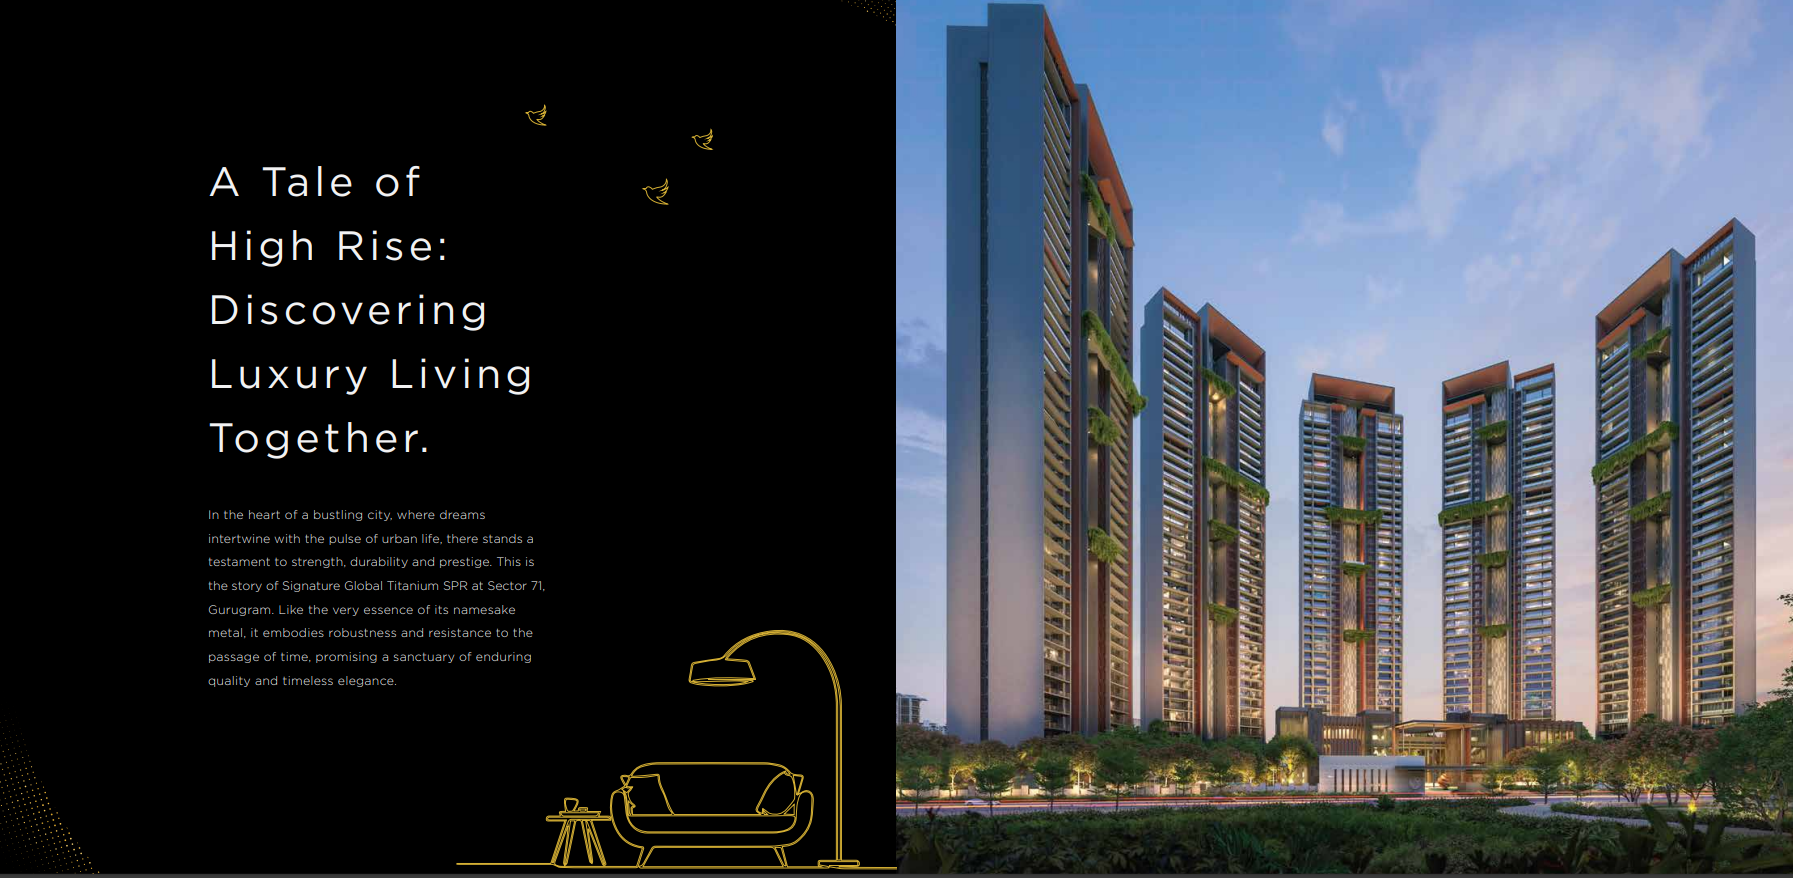 A Tale of
High Rise:
Discovering
Luxury Living
Together.
In the heart of a bustling city, where dreams
intertwine with the pulse of urban life, there stands a
testament to strength, durability and prestige. This is
the story of Signature Global Titanium SPR at Sector 71,
Gurugram. Like the very essence of its namesake
metal, it embodies robustness and resistance to the
passage of time, promising a sanctuary of enduring
quality and timeless elegance.